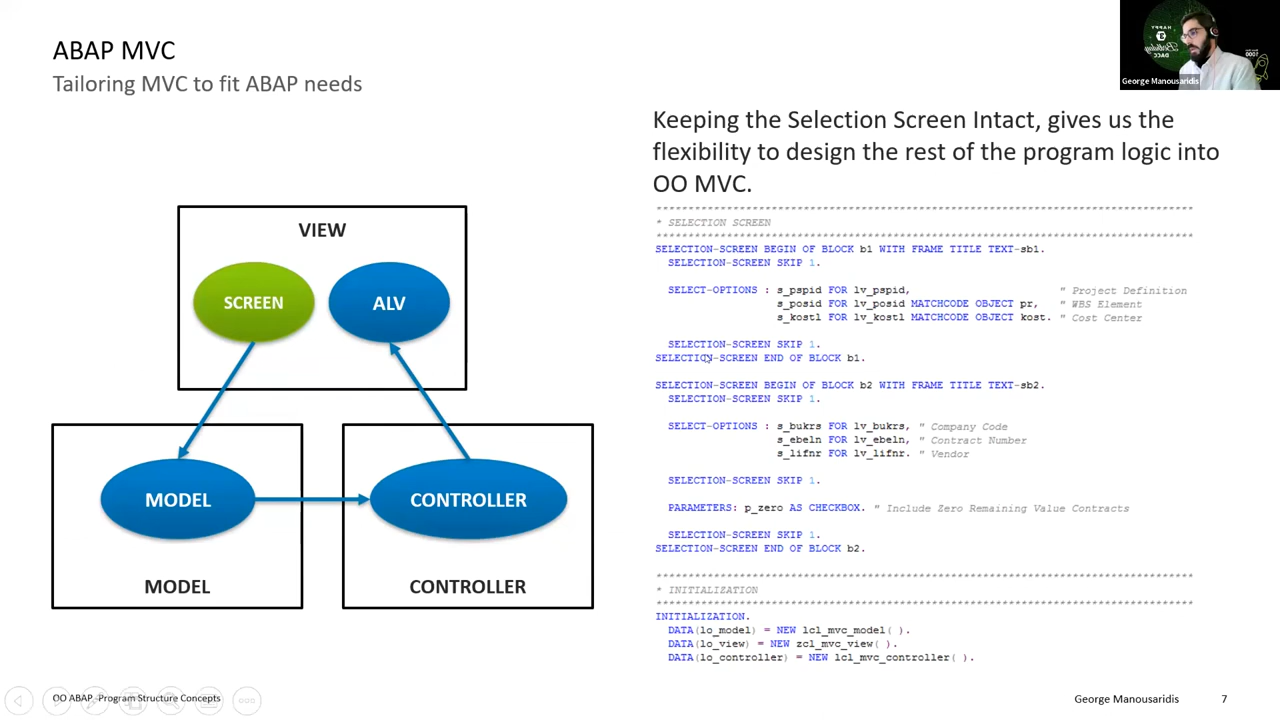 ABAP MVC
Tailoring MVC to fit ABAP needs
HAPPY
Birthday
DACC
George Manousaridis
Keeping the Selection Screen Intact, gives us the
flexibility to design the rest of the program logic into
OO MVC.
VIEW
SCREEN
ALV
MODEL
CONTROLLER
MODEL
CONTROLLER
* SELECTION SCREEN
SELECTION-SCREEN BEGIN OF BLOCK b1 WITH FRAME TITLE TEXT-sb1.
SELECTION-SCREEN SKIP 1.
SELECT-OPTIONS : s_pspid FOR lv_pspid, " Project Definition
s_posid FOR lv_posid MATCHCODE OBJECT pr, " WBS Element
s_kostl FOR lv_kostl MATCHCODE OBJECT kost. " Cost Center
SELECTION-SCREEN SKIP 1.
SELECTION-SCREEN END OF BLOCK b1.
SELECTION-SCREEN BEGIN OF BLOCK b2 WITH FRAME TITLE TEXT-sb2.
SELECTION-SCREEN SKIP 1.
SELECT-OPTIONS : s_bukrs FOR lv_bukrs, " Company Code
s_ebeln FOR lv_ebeln, " Contract Number
s_lifnr FOR lv_lifnr. " Vendor
SELECTION-SCREEN SKIP 1.
PARAMETERS: p_zero AS CHECKBOX. " Include Zero Remaining Value Contracts
SELECTION-SCREEN SKIP 1.
SELECTION-SCREEN END OF BLOCK b2.
* INITIALIZATION
INITIALIZATION.
DATA(lo_model) = NEW lcl_mvc_model( ).
DATA(lo_view) = NEW zcl_mvc_view( ).
DATA(lo_controller) = NEW lcl_mvc_controller( ).
OO ABAP- Program Structure Concepts
George Manousaridis
7